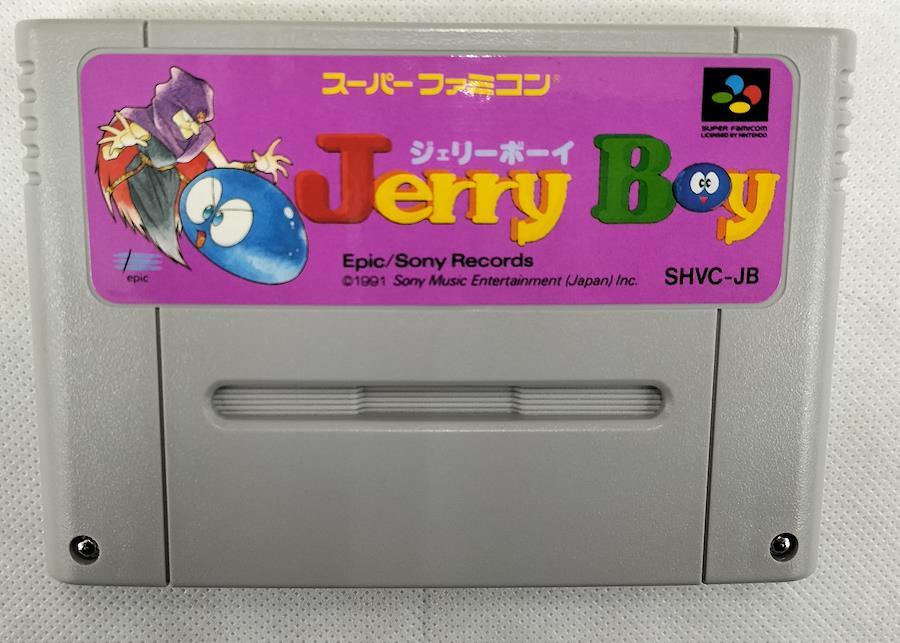 スーパーファミコン®
SUPER FAMICOM
LICENSED BY NINTENDO
ジェリーボーイ
Jerry Boy
epic
Epic/Sony Records
©1991 Sony Music Entertainment (Japan) Inc.
SHVC-JB